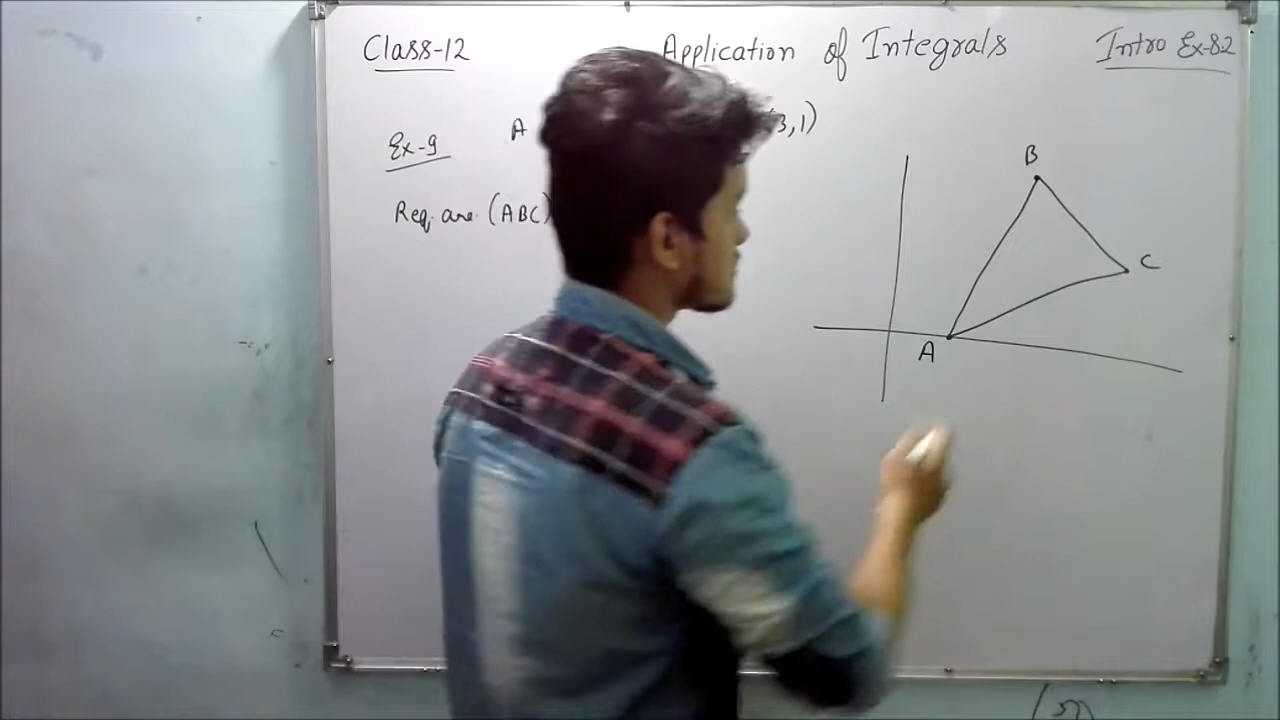 Class-12 Application of Integrals Intro Ex-8.2
Ex-9 A 3,1)
Req. are. (ABC)
B
C
A